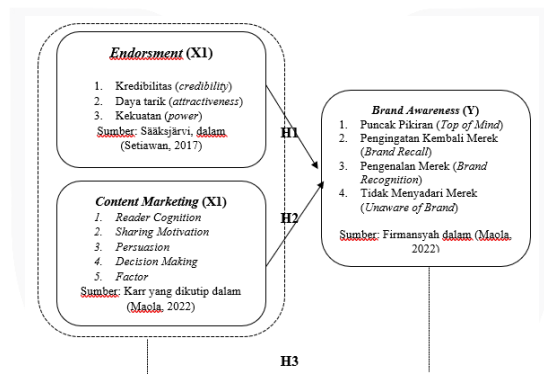 Endorsment (X1)
1. Kredibilitas (credibility)
2. Daya tarik (attractiveness)
3. Kekuatan (power)
Sumber: Sääksjärvi, dalam
(Setiawan, 2017)
H1
Brand Awareness (Y)
1. Puncak Pikiran (Top of Mind)
2. Pengingatan Kembali Merek
(Brand Recall)
3. Pengenalan Merek (Brand
Recognition)
4. Tidak Menyadari Merek
(Unaware of Brand)
Sumber: Firmansyah dalam (Maola,
2022)
Content Marketing (X1)
1. Reader Cognition
2. Sharing Motivation
3. Persuasion
4. Decision Making
5. Factor
Sumber: Karr yang dikutip dalam
(Maola, 2022)
H2
H3